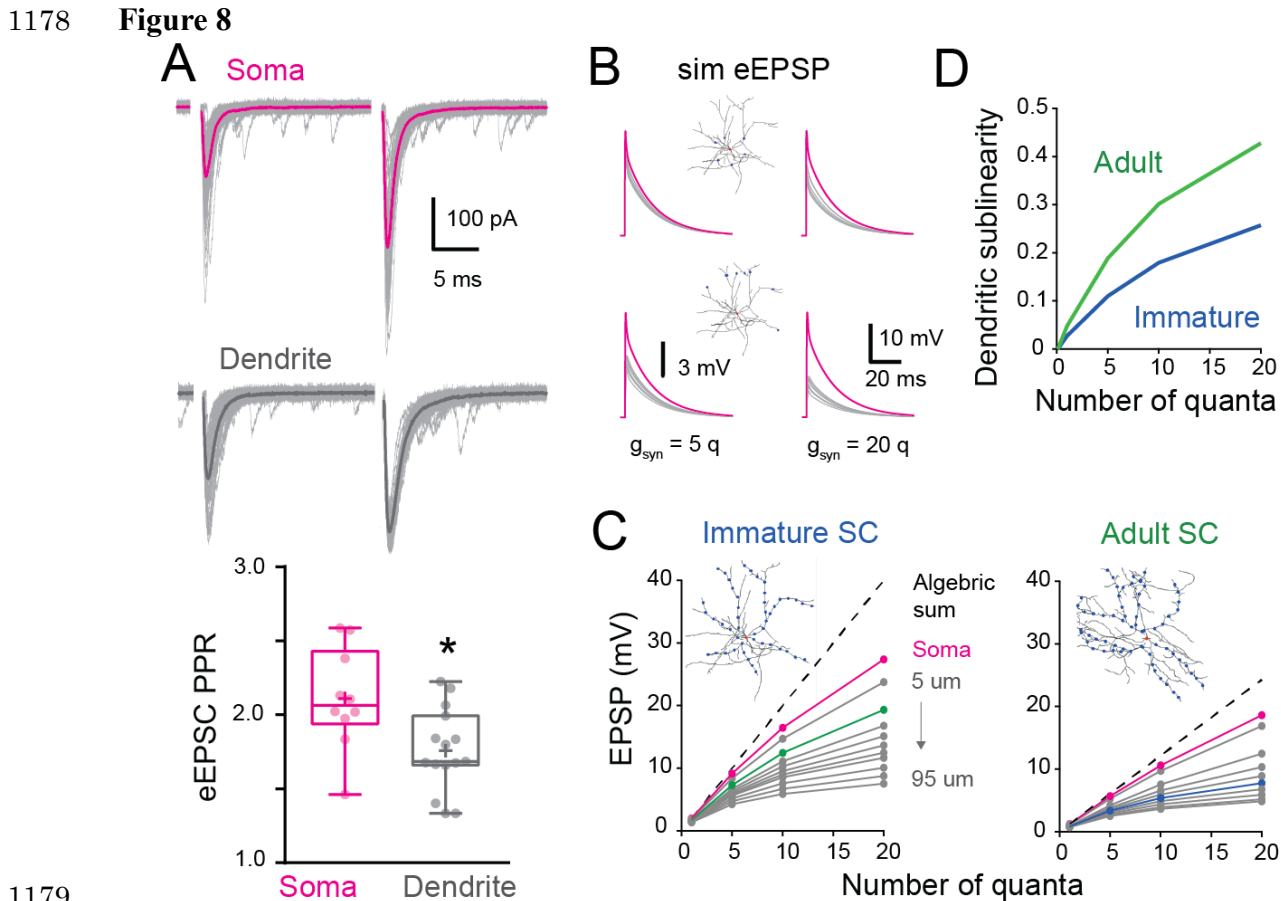 1178 Figure 8
A
Soma
100 pA
5 ms
Dendrite
3.0
2.0
1.0
eEPSC PPR
*
Soma Dendrite
B
sim eEPSP
3 mV
10 mV
20 ms
gsyn = 5 q
gsyn = 20 q
D
Dendritic sublinearity
0.5
0.4
0.3
0.2
0.1
0
Adult
Immature
0 5 10 15 20
Number of quanta
C
Immature SC
EPSP (mV)
40
30
20
10
0
0 5 10 15 20
Algebric
sum
Soma
5 um
95 um
Adult SC
40
30
20
10
0
0 5 10 15 20
Number of quanta
1179